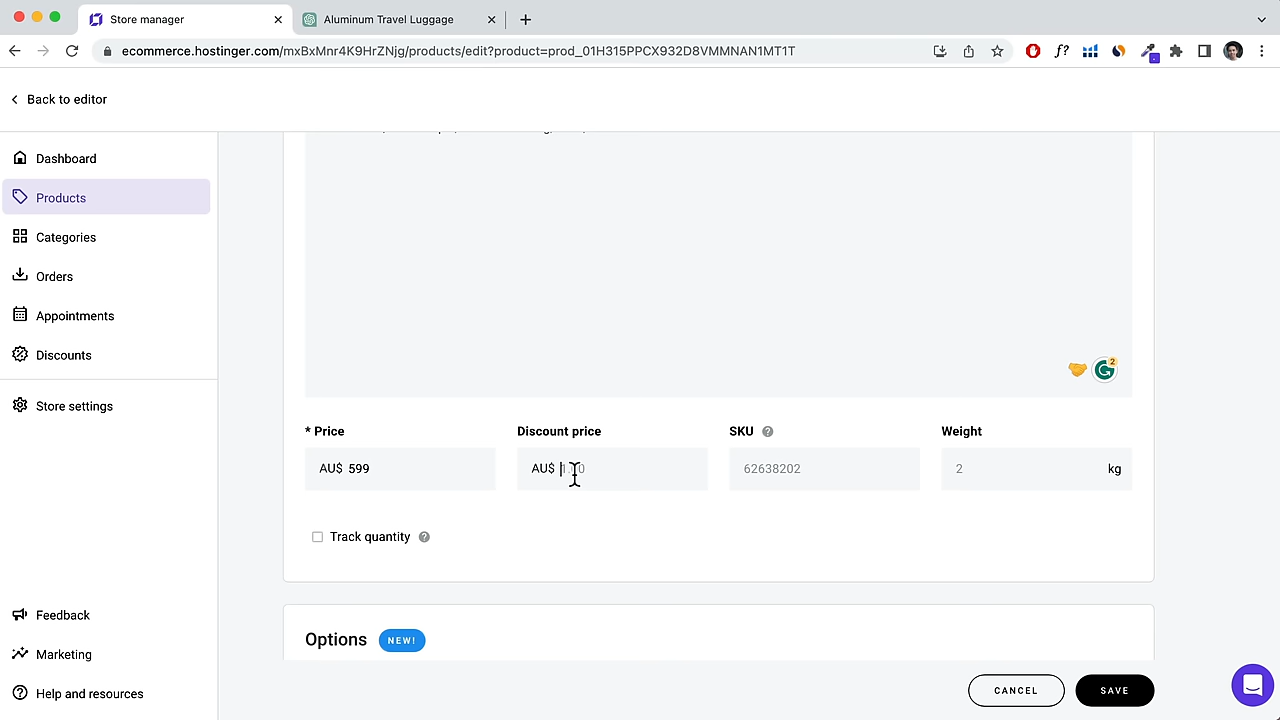 Store manager
Aluminum Travel Luggage
ecommerce.hostinger.com/mxBxMnr4K9HrZNjg/products/edit?product=prod_01H315PPCX932D8VMMNAN1MT1T
f?
Back to editor
Dashboard
Products
Categories
Orders
Appointments
Discounts
Store settings
Feedback
Marketing
Help and resources
2
* Price
Discount price
SKU
Weight
AU$ 599
AU$
62638202
2
kg
Track quantity
Options NEW!
CANCEL
SAVE